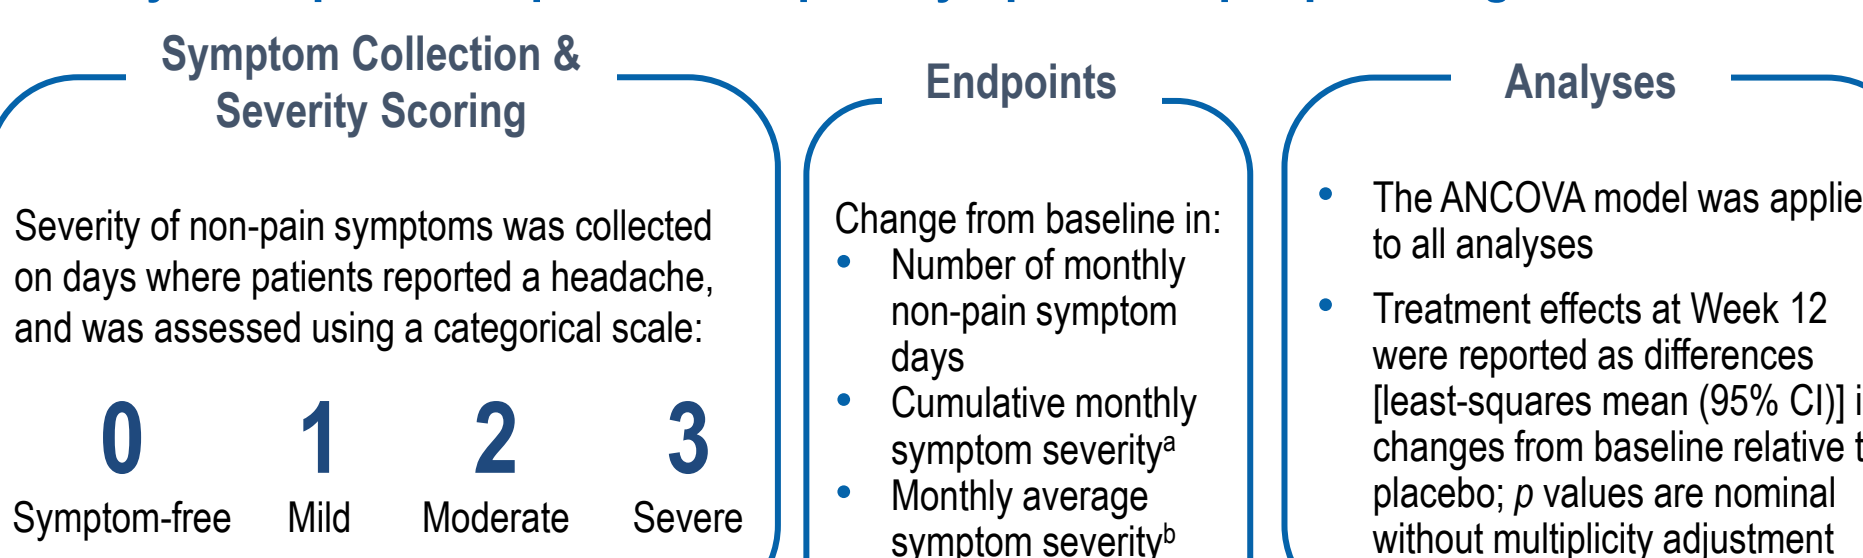 Symptom Collection &
Severity Scoring
Severity of non-pain symptoms was collected
on days where patients reported a headache,
and was assessed using a categorical scale:
0 1 2 3
Symptom-free Mild Moderate Severe
Endpoints
Change from baseline in:
• Number of monthly
non-pain symptom
days
• Cumulative monthly
symptom severityᵃ
• Monthly average
symptom severityᵇ
Analyses
• The ANCOVA model was applie
to all analyses
• Treatment effects at Week 12
were reported as differences
[least-squares mean (95% CI)] i
changes from baseline relative t
placebo; p values are nominal
without multiplicity adjustment